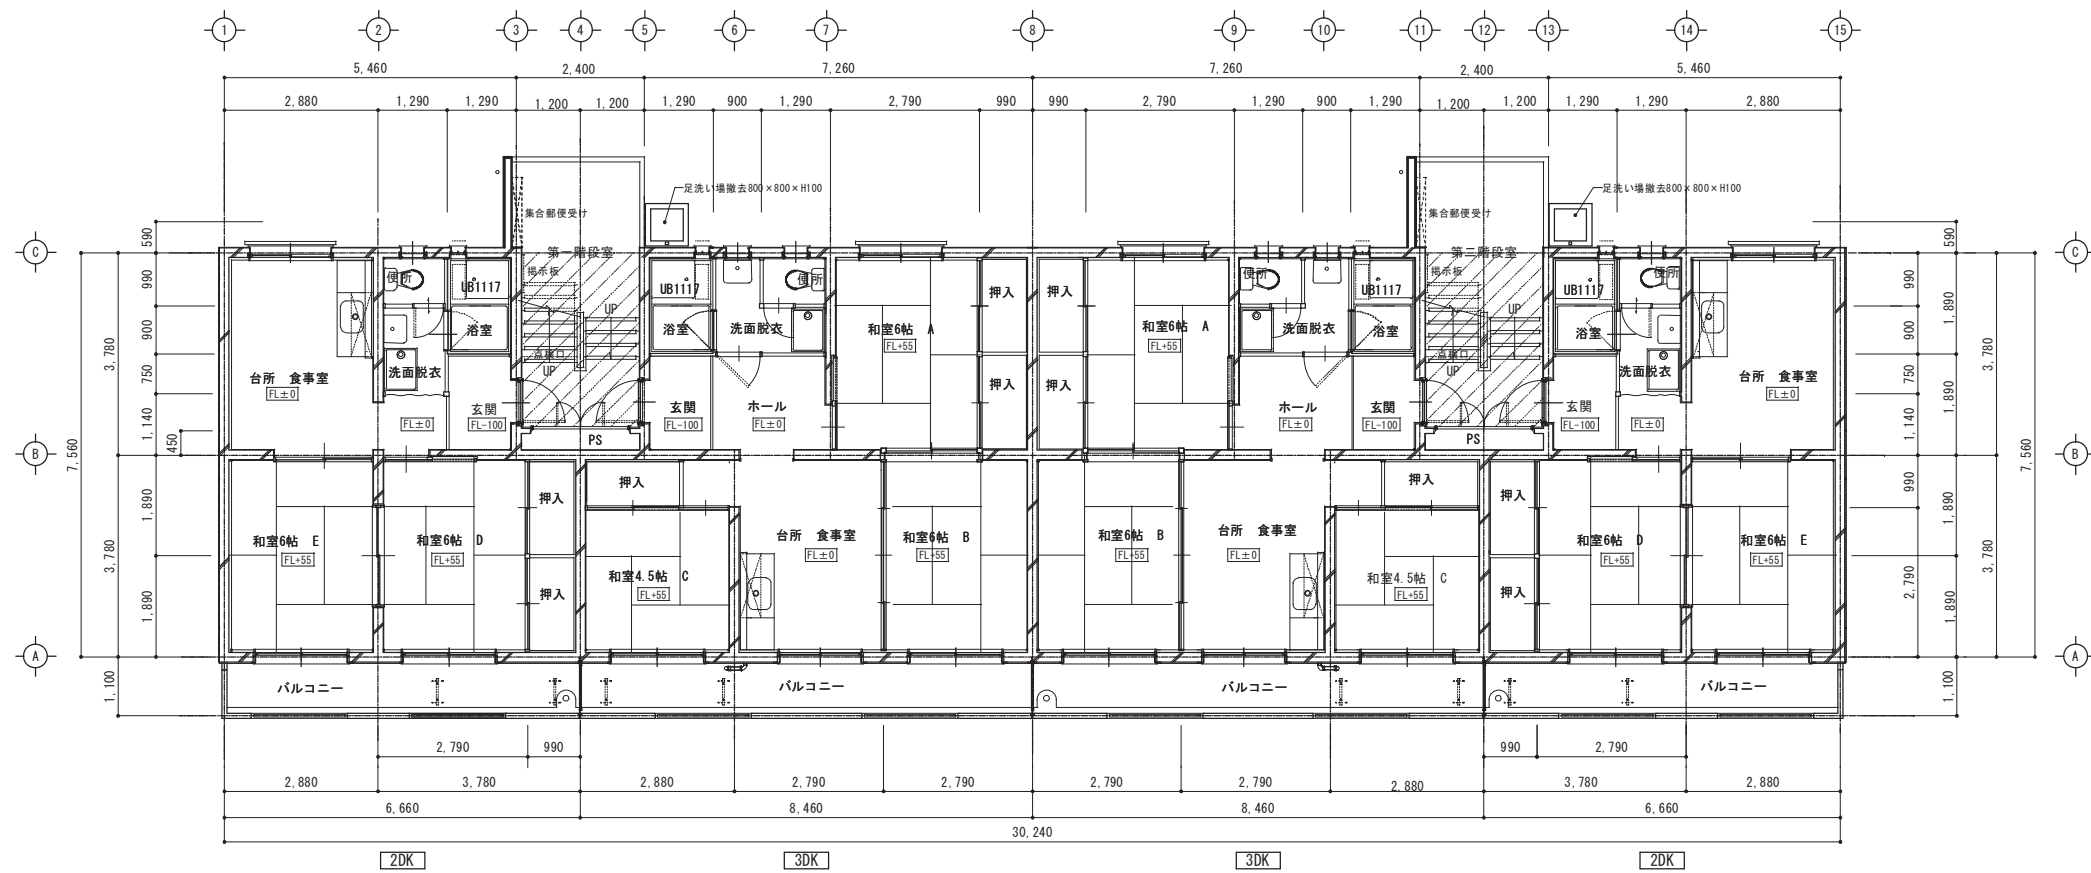 1 2 3 4 5 6 7 8 9 10 11 12 13 14 15
5,460 2,400 7,260 7,260 2,400 5,460
2,880 1,290 1,290 1,200 1,200 1,290 900 1,290 2,790 990 990 2,790 1,290 900 1,290 1,200 1,200 1,290 1,290 2,880
足洗い場撤去800×800×H100 足洗い場撤去800×800×H100
集合郵便受け 集合郵便受け
590 590
C 第一階段室 第二階段室 C
掲示板 掲示板
便所 便所 便所 便所
990 UB1117 UB1117 押入 押入 UB1117 UB1117 990
UP UP
1,890
900 浴室 浴室 洗面脱衣 和室6帖 A 和室6帖 A 洗面脱衣 浴室 浴室 900
FL+55 FL+55
点検口 点検口
3,780 3,780
UP UP
750 洗面脱衣 押入 押入 洗面脱衣 750
台所 食事室 台所 食事室
FL±0 FL±0
1,890
玄関 玄関 ホール ホール 玄関 玄関
1,140 FL±0 FL-100 FL-100 FL±0 FL±0 FL-100 FL-100 FL±0 1,140
450 PS PS
B B
7,560 7,560
押入 押入 990
押入 押入
1,890 1,890
和室6帖 E 和室6帖 D 台所 食事室 和室6帖 B 和室6帖 B 台所 食事室 和室6帖 D 和室6帖 E
FL+55 FL+55 FL±0 FL+55 FL+55 FL±0 FL+55 FL+55
3,780 3,780
和室4.5帖 C 和室4.5帖 C
押入 FL+55 FL+55 押入
1,890 2,790 1,890
A A
バルコニー バルコニー バルコニー バルコニー
1,100 1,100
2,790 990 990 2,790
2,880 3,780 2,880 2,790 2,790 2,790 2,790 2,880 3,780 2,880
6,660 8,460 8,460 6,660
30,240
2DK 3DK 3DK 2DK